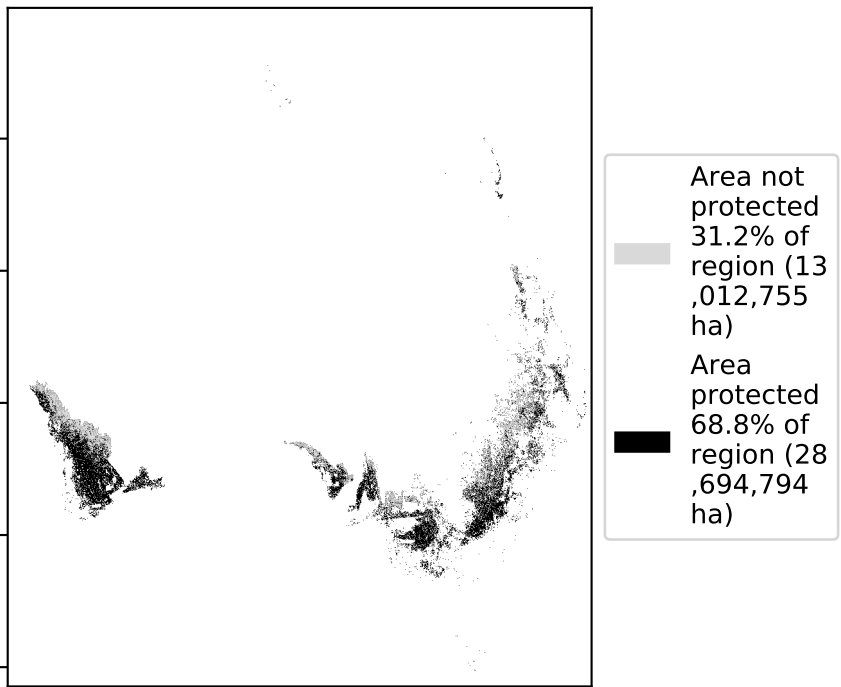 Area not
protected
31.2% of
region (13
,012,755
ha)
Area
protected
68.8% of
region (28
,694,794
ha)